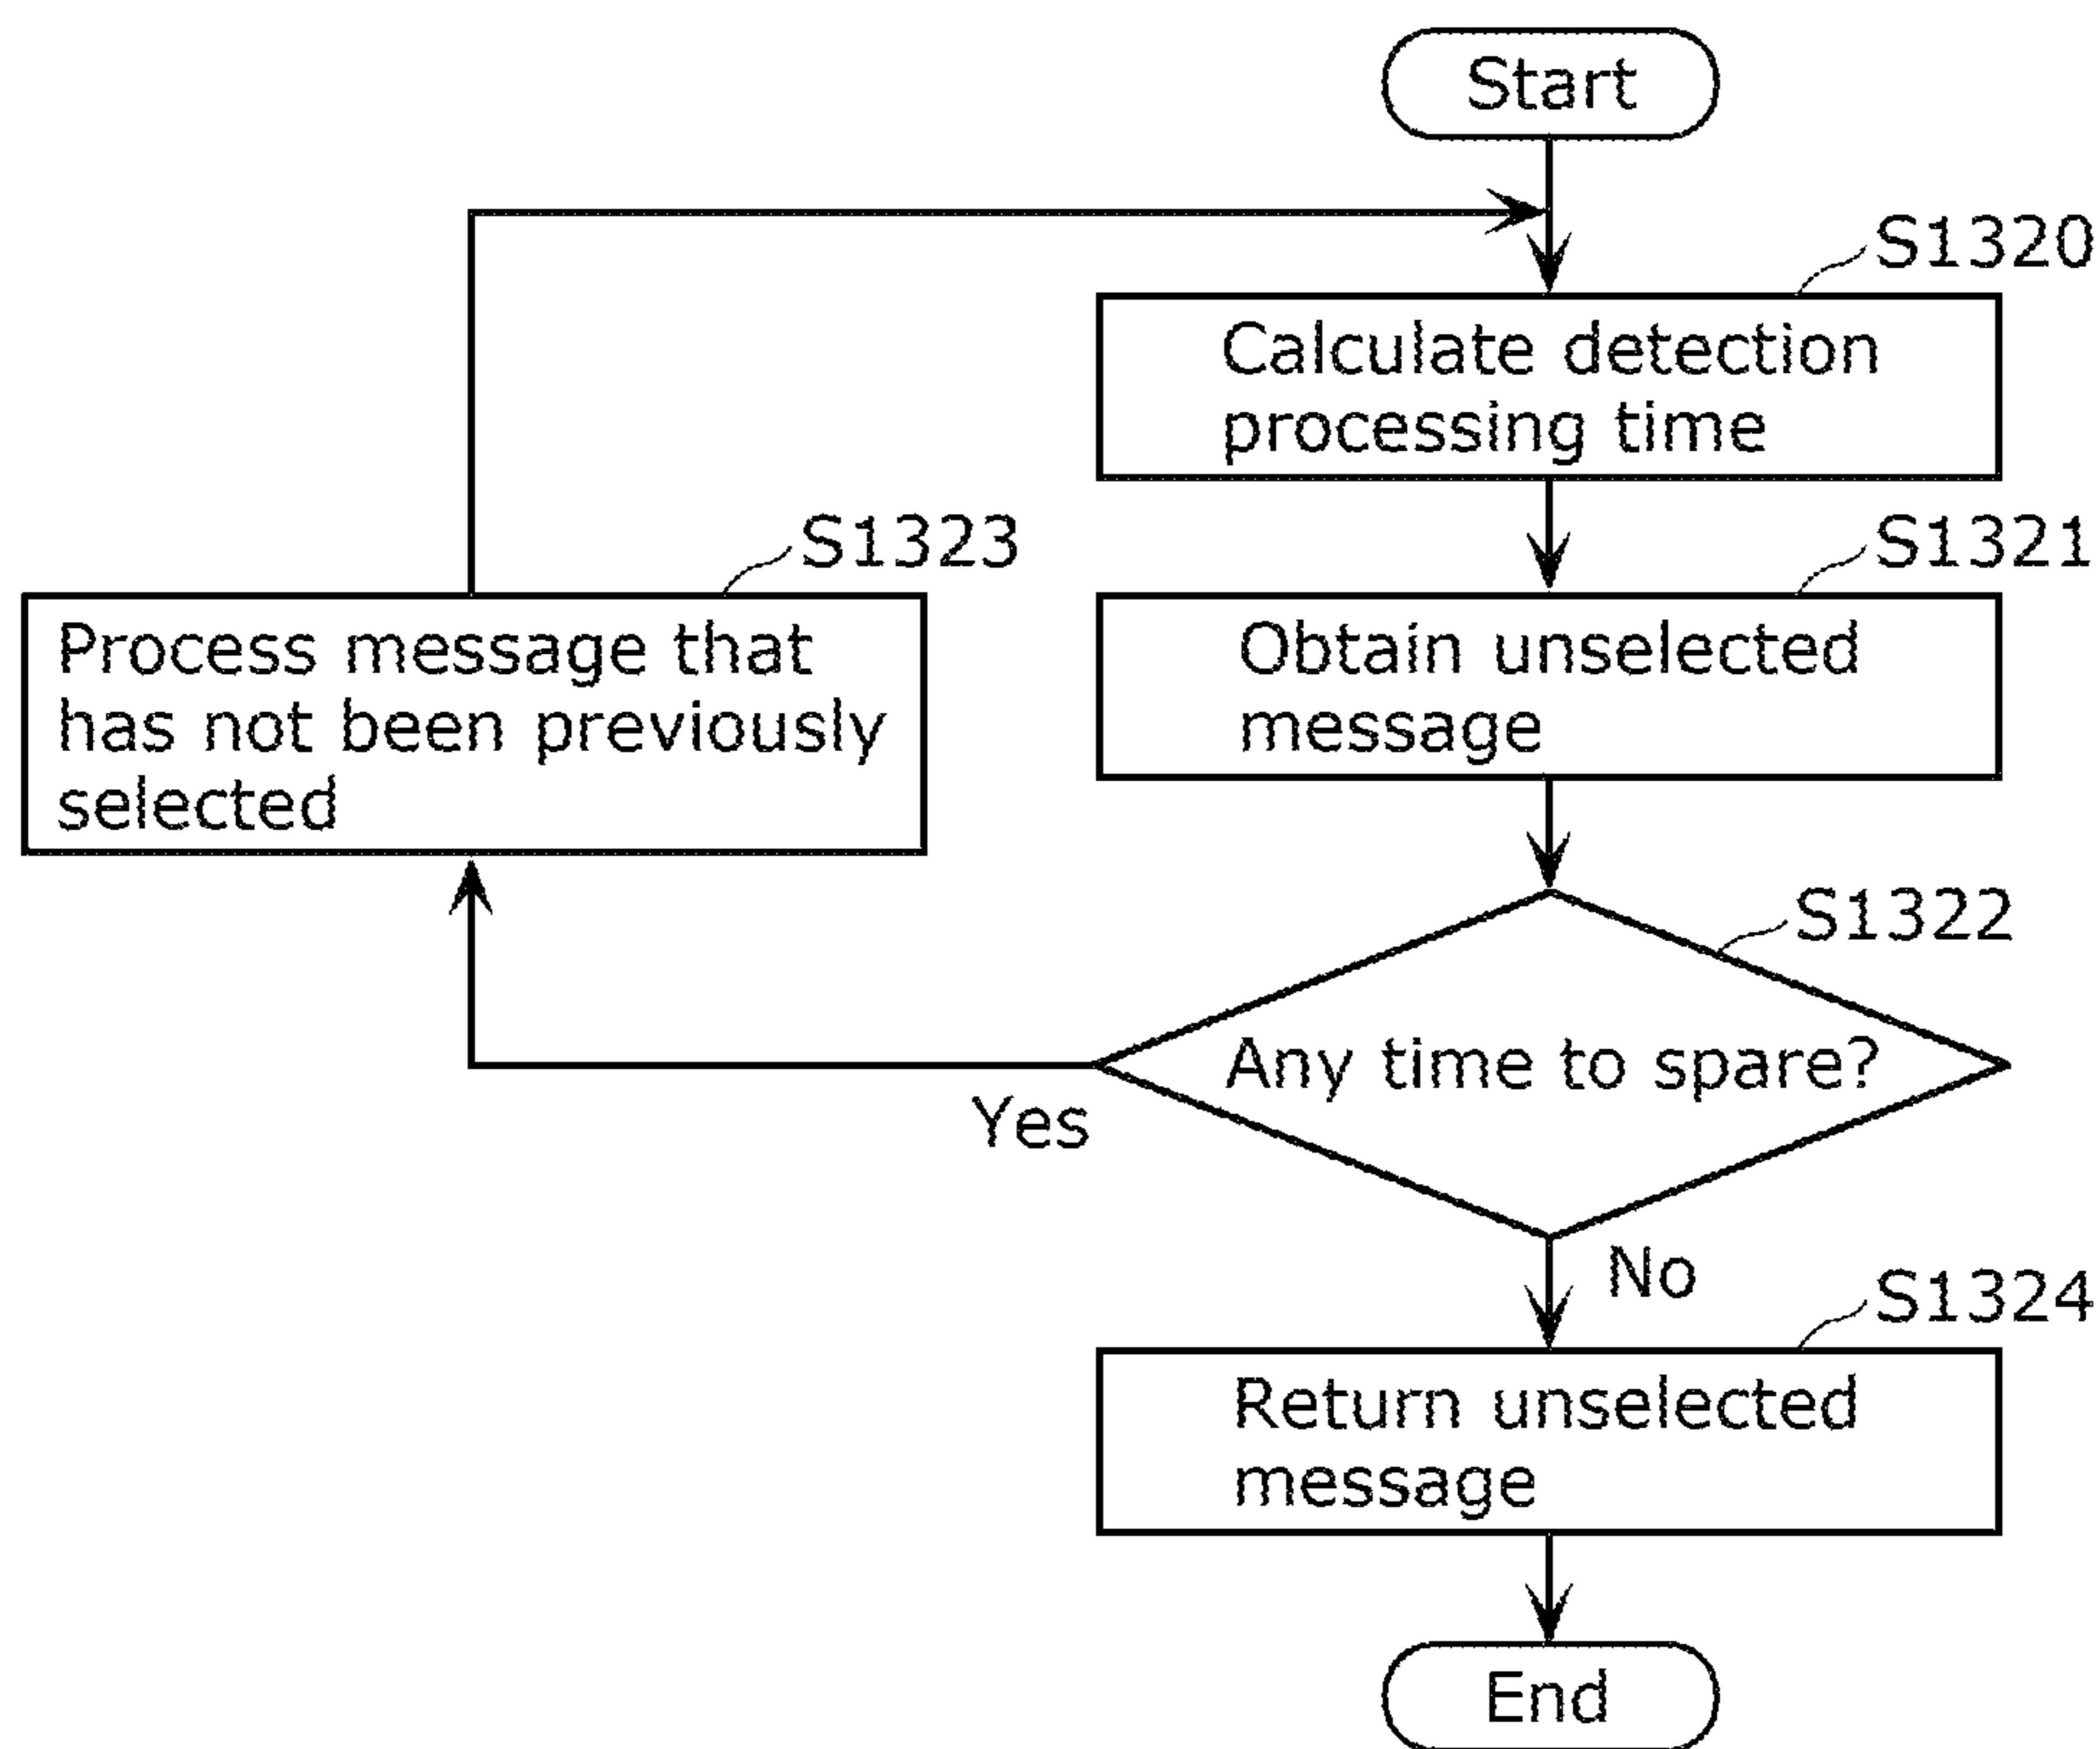 Start
S1320
Calculate detection
processing time
S1323
S1321
Process message that
has not been previously
selected
Obtain unselected
message
S1322
Any time to spare?
Yes
No
S1324
Return unselected
message
End